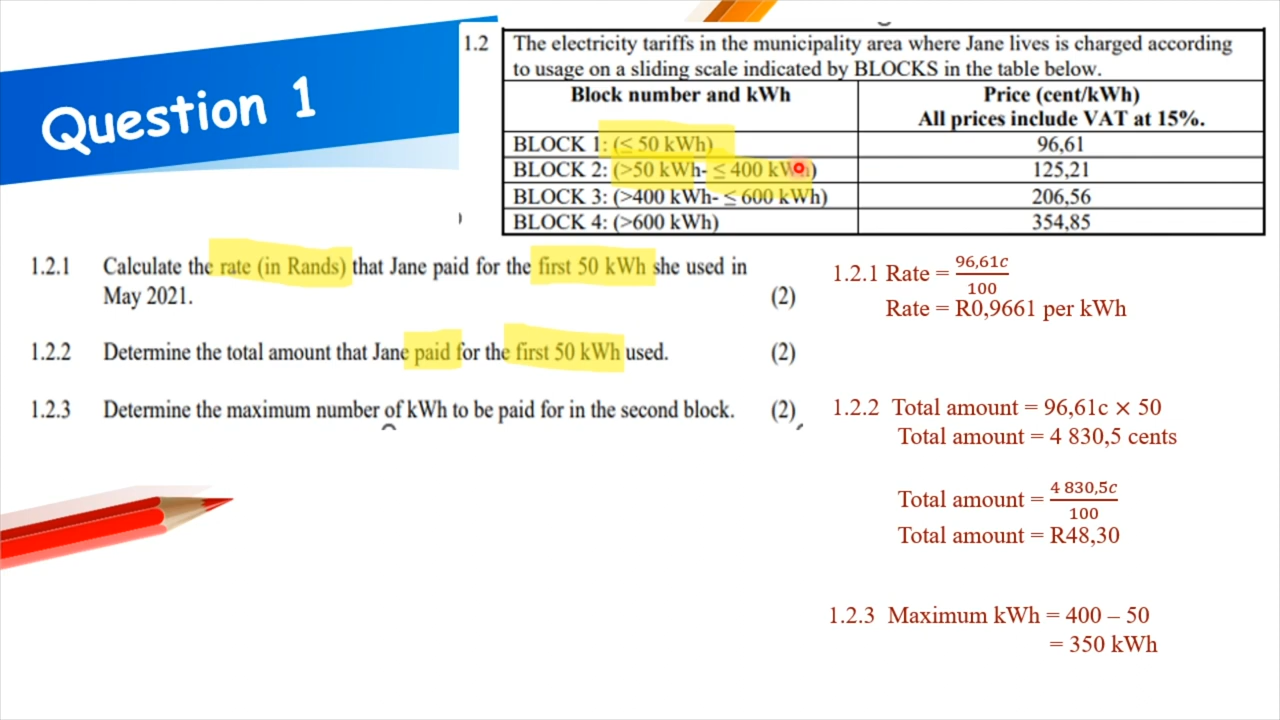 Question 1
1.2 The electricity tariffs in the municipality area where Jane lives is charged according
to usage on a sliding scale indicated by BLOCKS in the table below.
Block number and kWh Price (cent/kWh)
All prices include VAT at 15%.
BLOCK 1: (≤ 50 kWh) 96,61
BLOCK 2: (>50 kWh- ≤ 400 kWh) 125,21
BLOCK 3: (>400 kWh- ≤ 600 kWh) 206,56
BLOCK 4: (>600 kWh) 354,85
1.2.1 Calculate the rate (in Rands) that Jane paid for the first 50 kWh she used in
May 2021. (2)
1.2.2 Determine the total amount that Jane paid for the first 50 kWh used. (2)
1.2.3 Determine the maximum number of kWh to be paid for in the second block. (2)
1.2.1 Rate = 96,61c/100
Rate = R0,9661 per kWh
1.2.2 Total amount = 96,61c × 50
Total amount = 4 830,5 cents
Total amount = 4 830,5c/100
Total amount = R48,30
1.2.3 Maximum kWh = 400 – 50
= 350 kWh